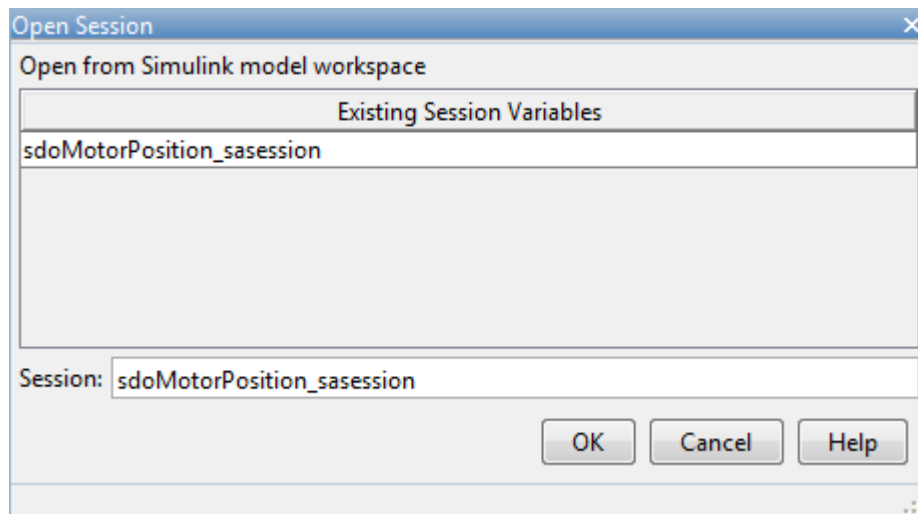 Open Session
Open from Simulink model workspace
Existing Session Variables
sdoMotorPosition_sasession
Session: sdoMotorPosition_sasession
OK Cancel Help